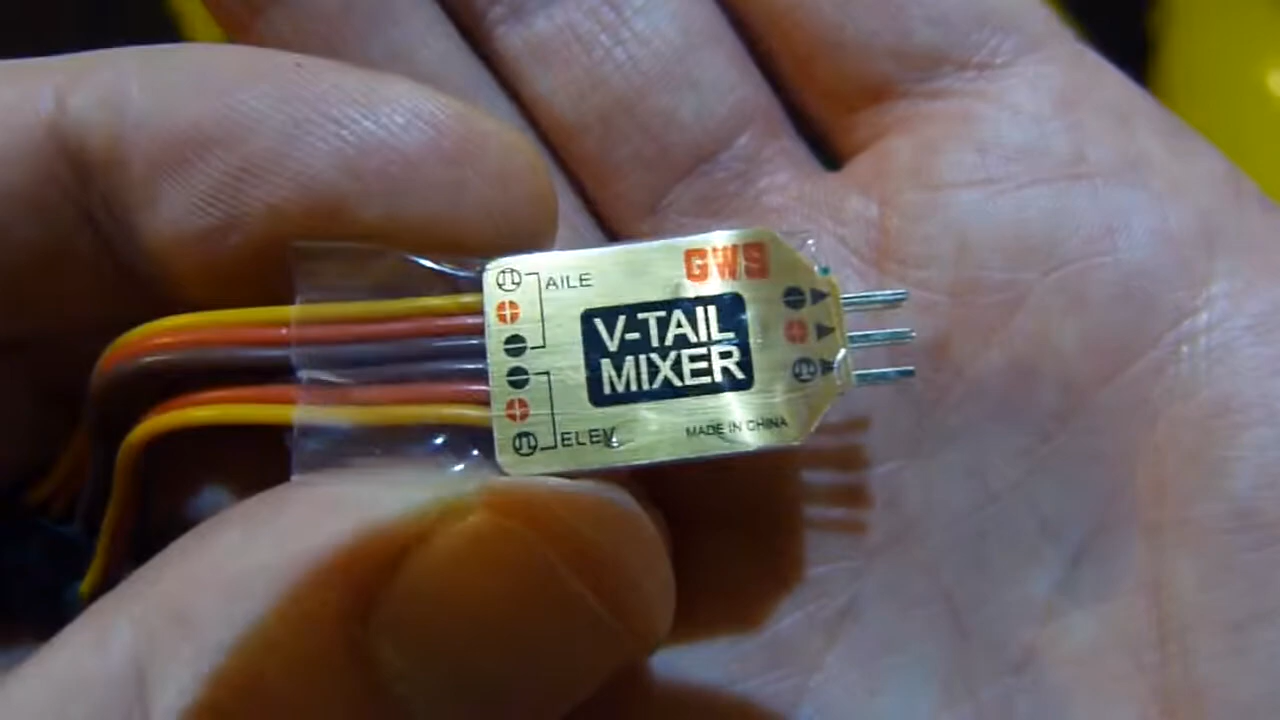 GWS
AILE
V-TAIL
MIXER
ELEV
MADE IN CHINA